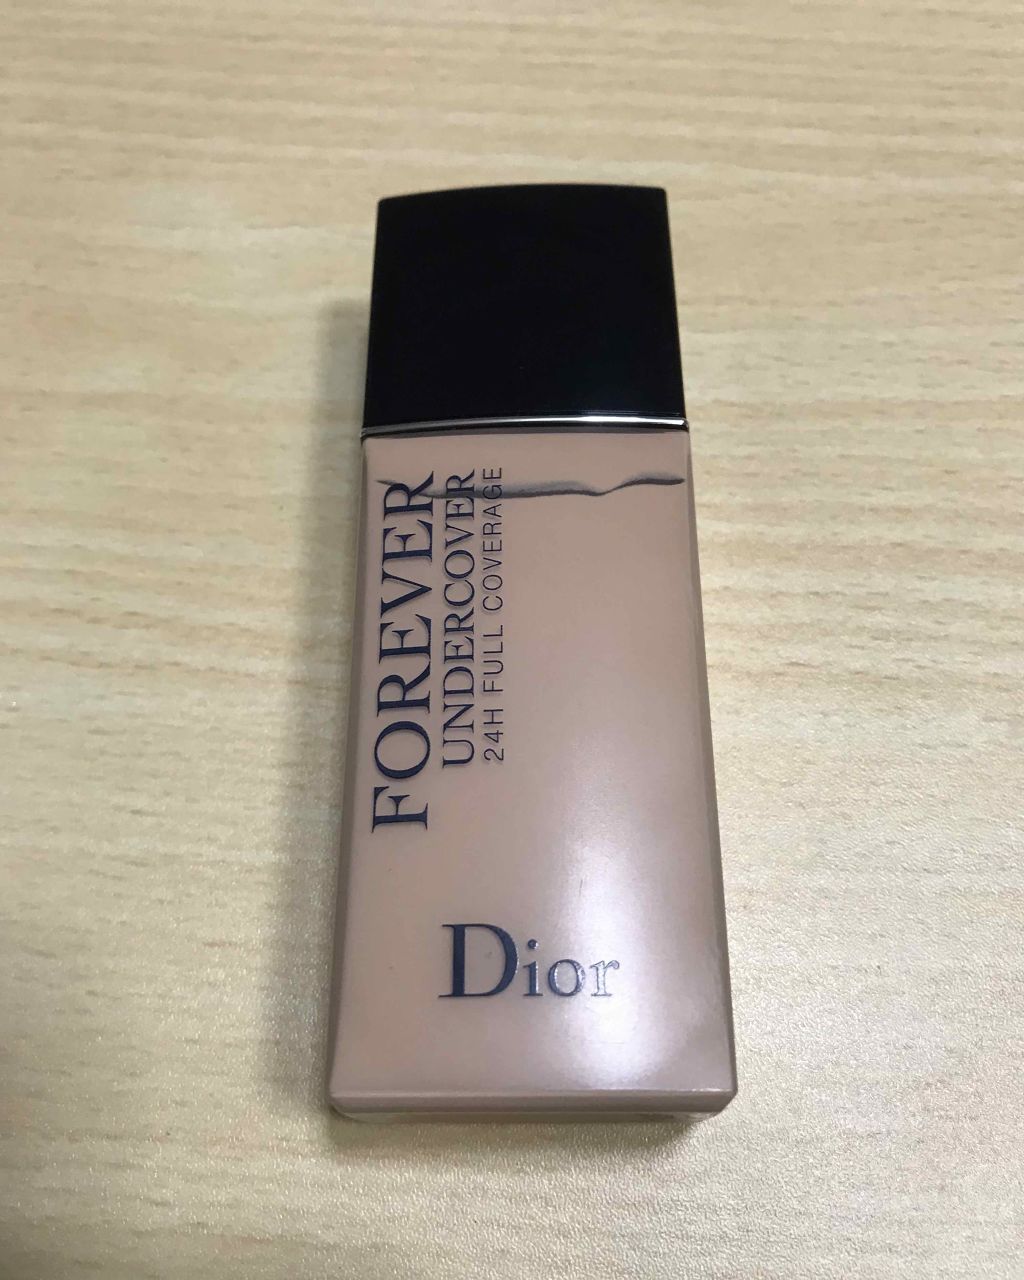 FOREVER
UNDERCOVER
24H FULL COVERAGE
Dior